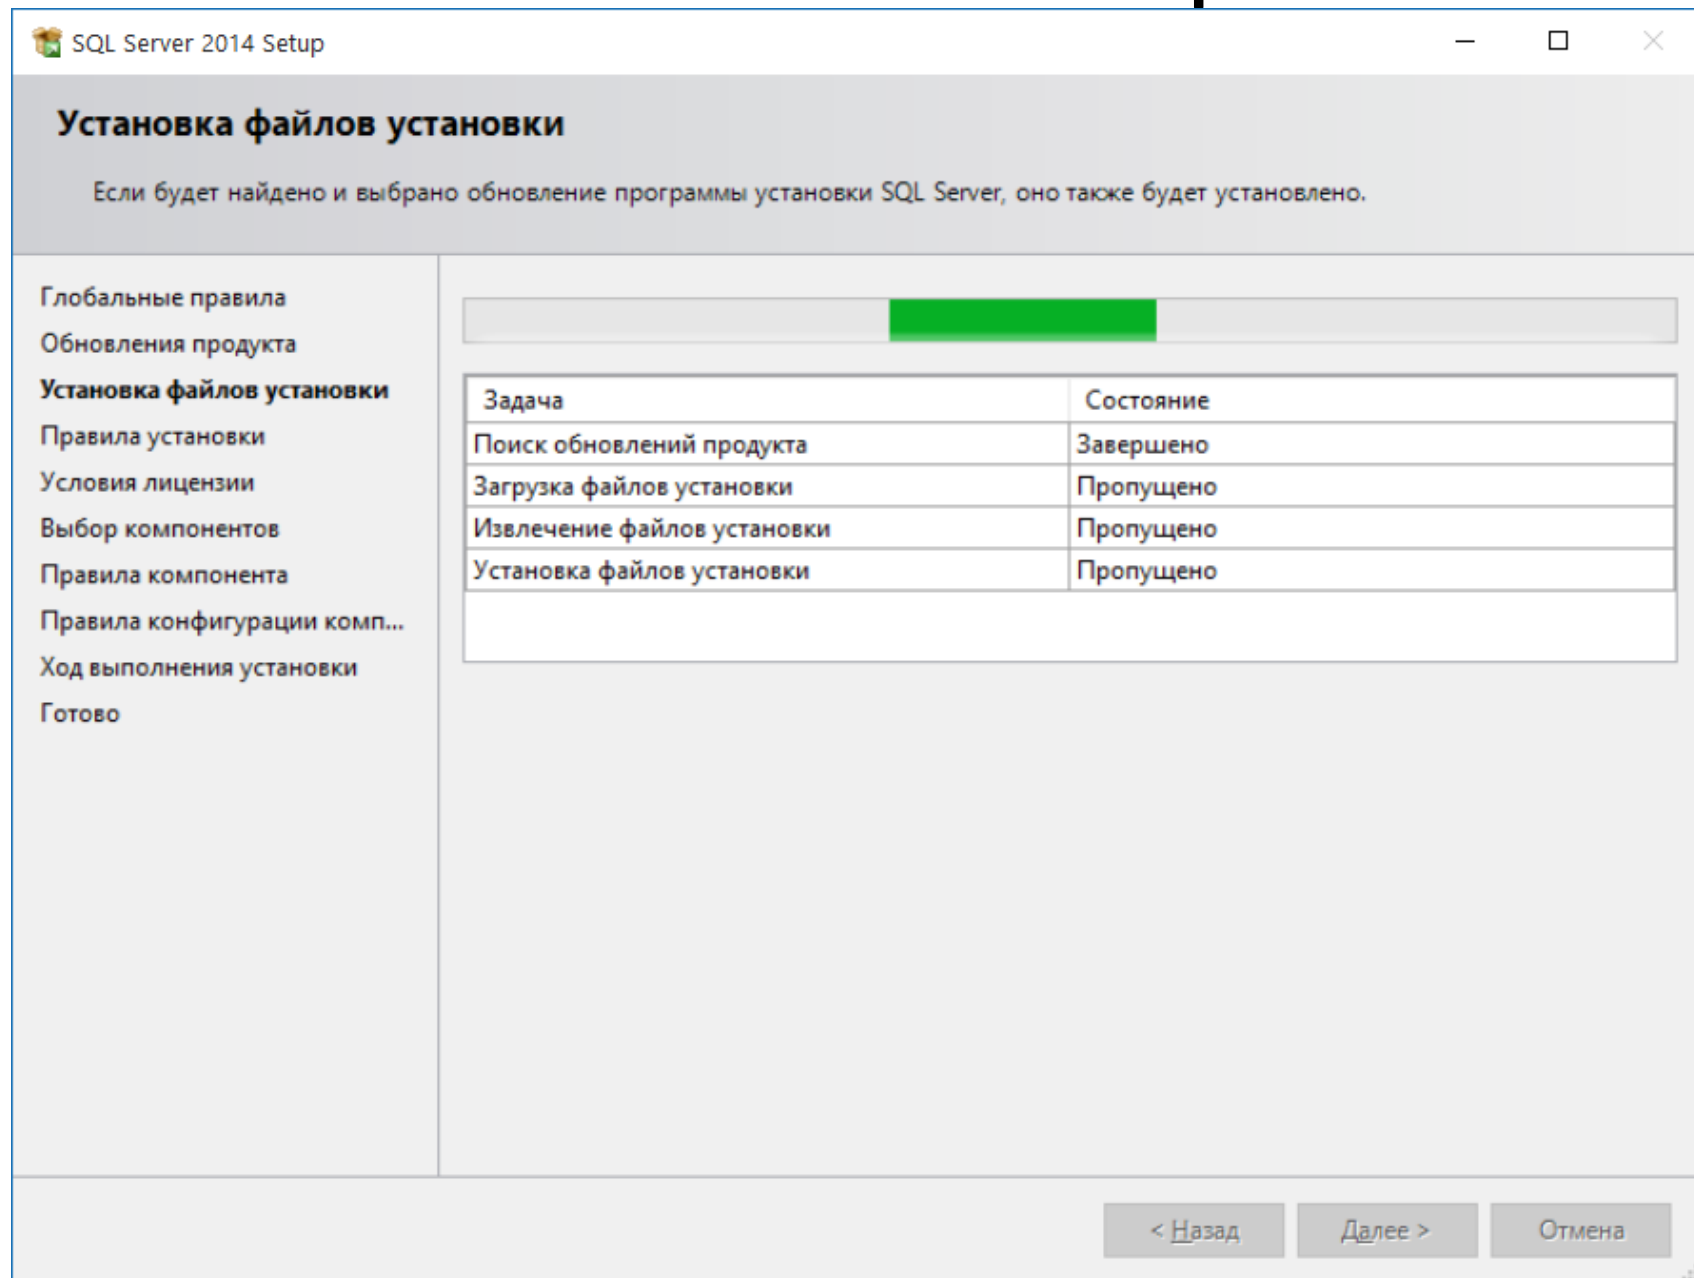 SQL Server 2014 Setup
Установка файлов установки
Если будет найдено и выбрано обновление программы установки SQL Server, оно также будет установлено.
Глобальные правила
Обновления продукта
Установка файлов установки
Правила установки
Условия лицензии
Выбор компонентов
Правила компонента
Правила конфигурации комп...
Ход выполнения установки
Готово
Задача Состояние
Поиск обновлений продукта Завершено
Загрузка файлов установки Пропущено
Извлечение файлов установки Пропущено
Установка файлов установки Пропущено
< Назад Далее > Отмена